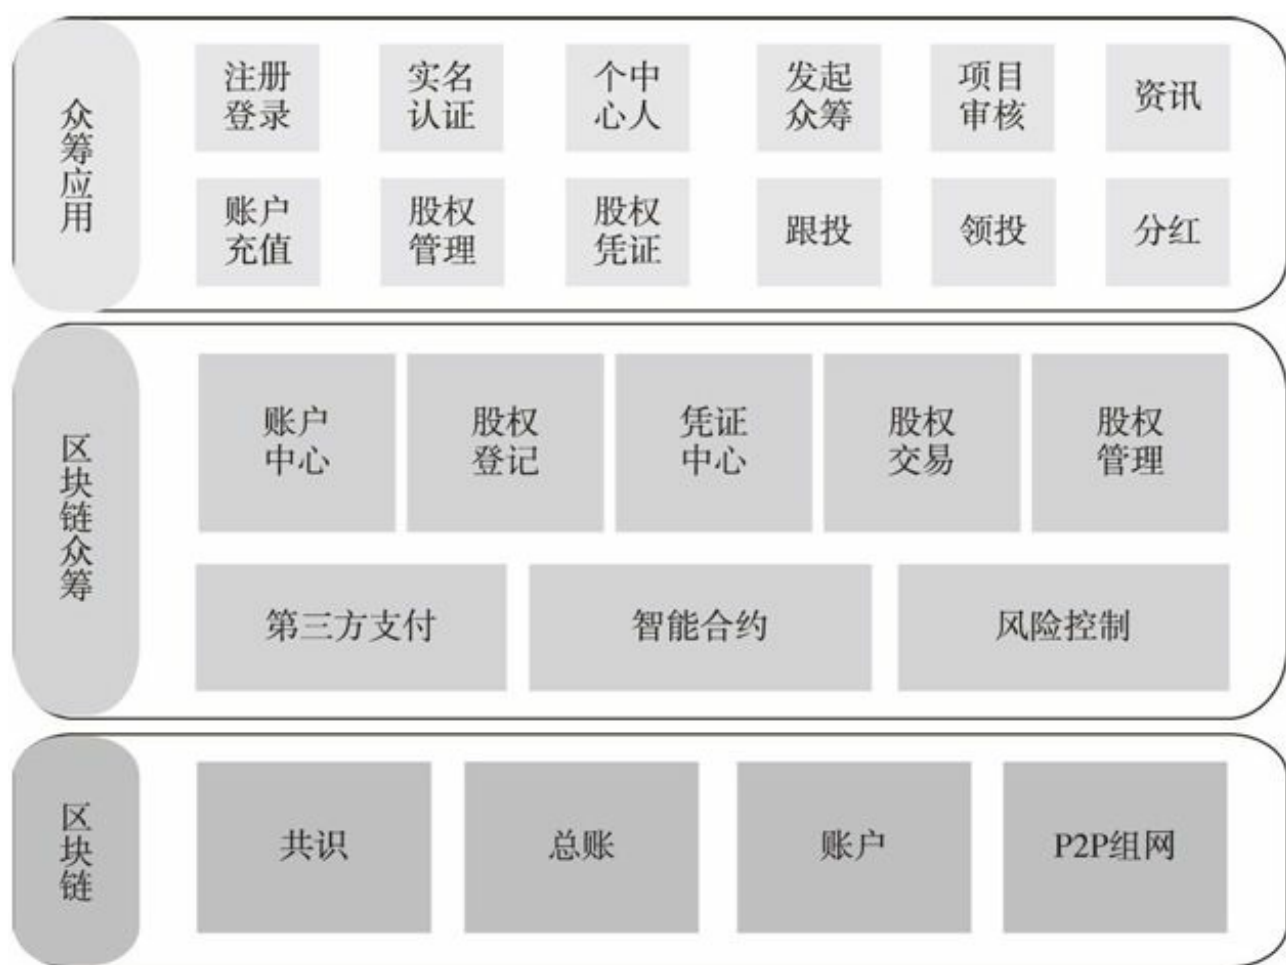 众筹应用
注册
登录
实名
认证
个中
心人
发起
众筹
项目
审核
资讯
账户
充值
股权
管理
股权
凭证
跟投
领投
分红
区块链众筹
账户
中心
股权
登记
凭证
中心
股权
交易
股权
管理
第三方支付
智能合约
风险控制
区块链
共识
总账
账户
P2P组网